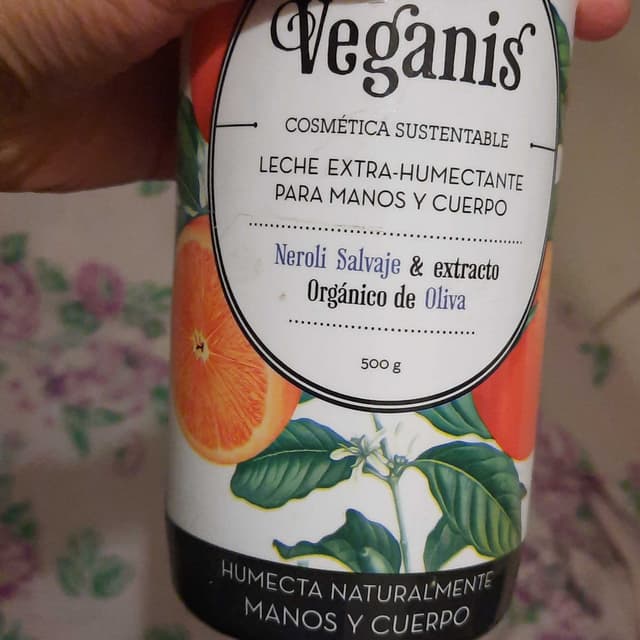 Veganis
COSMÉTICA SUSTENTABLE
LECHE EXTRA-HUMECTANTE
PARA MANOS Y CUERPO
Neroli Salvaje & extracto
Orgánico de Oliva
500 g
HUMECTA NATURALMENTE
MANOS Y CUERPO